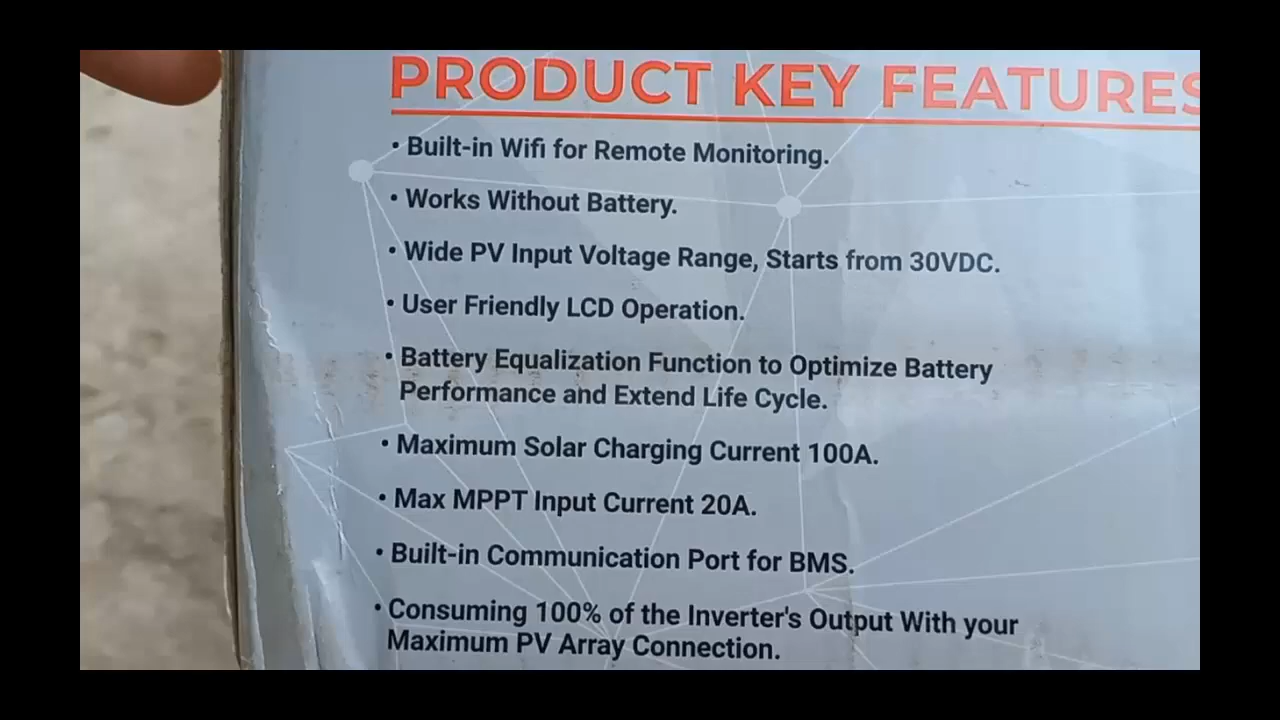 PRODUCT KEY FEATURES
• Built-in Wifi for Remote Monitoring.
• Works Without Battery.
• Wide PV Input Voltage Range, Starts from 30VDC.
• User Friendly LCD Operation.
• Battery Equalization Function to Optimize Battery
Performance and Extend Life Cycle.
• Maximum Solar Charging Current 100A.
• Max MPPT Input Current 20A.
• Built-in Communication Port for BMS.
• Consuming 100% of the Inverter's Output With your
Maximum PV Array Connection.